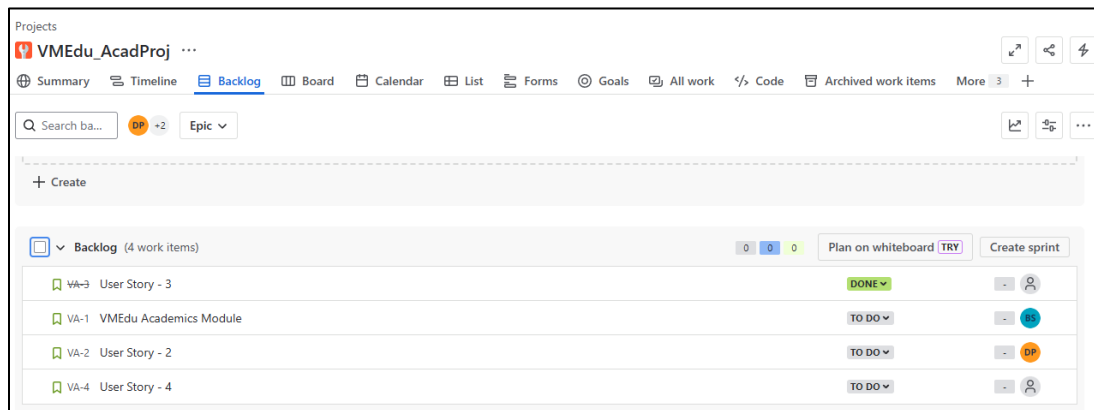 Projects
VMEdu_AcadProj ...
Summary Timeline Backlog Board Calendar List Forms Goals All work Code Archived work items More 3
Search ba... DP +2 Epic
Create
Backlog (4 work items) 0 0 0 Plan on whiteboard TRY Create sprint
VA-3 User Story - 3 DONE -
VA-1 VMEdu Academics Module TO DO - BS
VA-2 User Story - 2 TO DO - DP
VA-4 User Story - 4 TO DO -